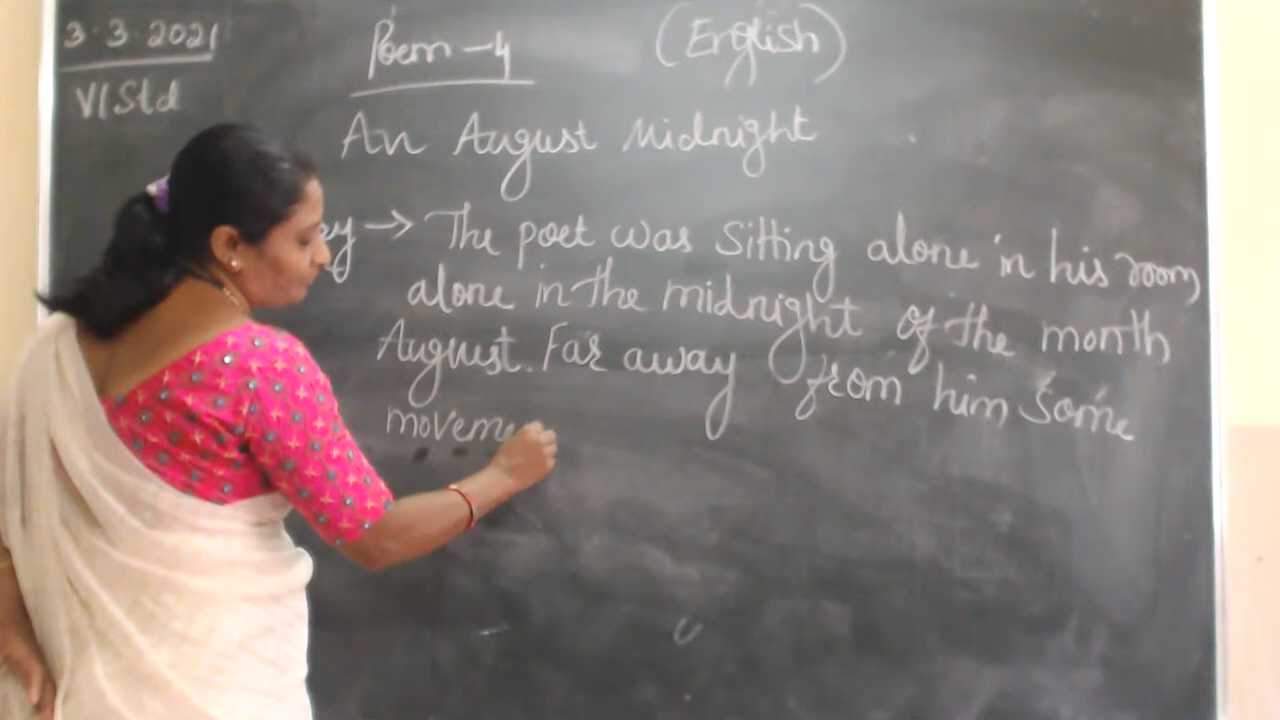 3.3.2021
VI Std
Poem - 4
(English)
An August Midnight
→ The poet was sitting alone in his room,
alone in the midnight of the month
August. Far away from him some